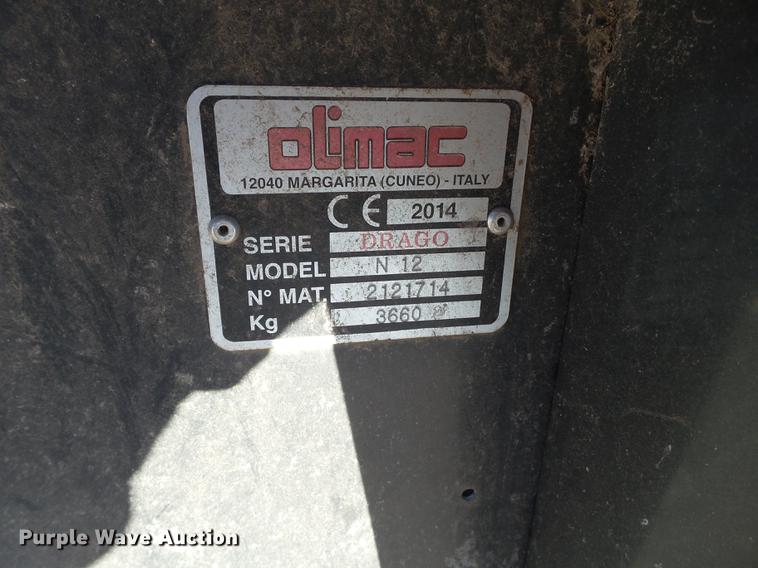 olimac
12040 MARGARITA (CUNEO) - ITALY
CE 2014
SERIE DRAGO
MODEL N 12
N° MAT. 2121714
Kg 3660
Purple Wave Auction